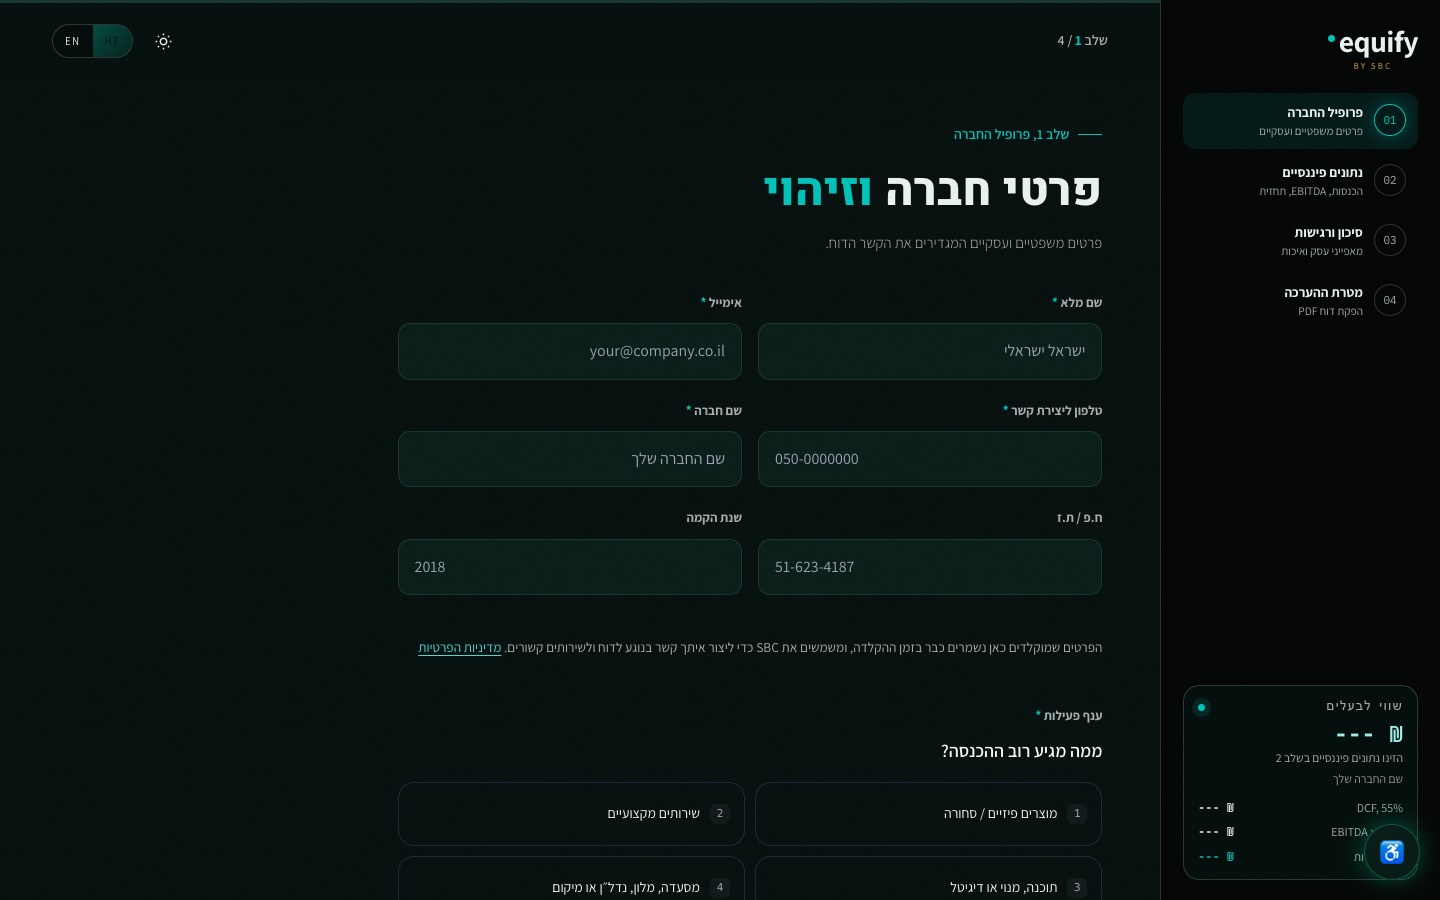 equify
BY SBC
01
פרופיל החברה
פרטים משפטיים ועסקיים
02
נתונים פיננסיים
הכנסות, EBITDA, תחזית
03
סיכון ורגישות
מאפייני עסק ואיכות
04
מטרת ההערכה
הפקת דוח PDF
שווי לבעלים
₪ ---
הזינו נתונים פיננסיים בשלב 2
שם החברה שלך
DCF, 55%
₪ ---
EBITDA
₪ ---
₪ ---
שלב 1 / 4
EN
HE
שלב 1, פרופיל החברה
פרטי חברה וזיהוי
פרטים משפטיים ועסקיים המגדירים את הקשר הדוח.
שם מלא *
ישראל ישראלי
אימייל *
your@company.co.il
טלפון ליצירת קשר *
050-0000000
שם חברה *
שם החברה שלך
ח.פ / ת.ז
51-623-4187
שנת הקמה
2018
הפרטים שמוקלדים כאן נשמרים כבר בזמן ההקלדה, ומשמשים את SBC כדי ליצור איתך קשר בנוגע לדוח ולשירותים קשורים. מדיניות הפרטיות
ענף פעילות *
ממה מגיע רוב ההכנסה?
1 מוצרים פיזיים / סחורה
2 שירותים מקצועיים
3 תוכנה, מנוי או דיגיטל
4 מסעדה, מלון, נדל״ן או מיקום